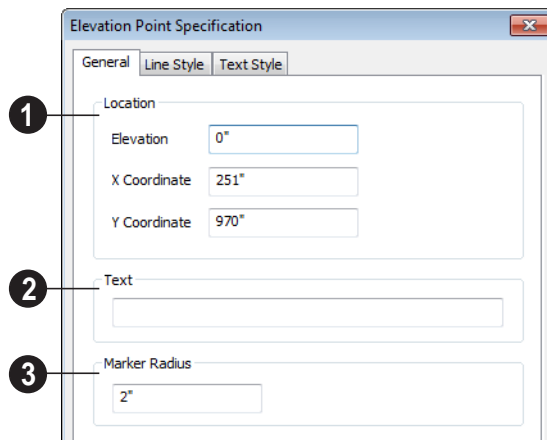 Elevation Point Specification
General Line Style Text Style
1 Location
Elevation 0"
X Coordinate 251"
Y Coordinate 970"
2 Text
3 Marker Radius
2"